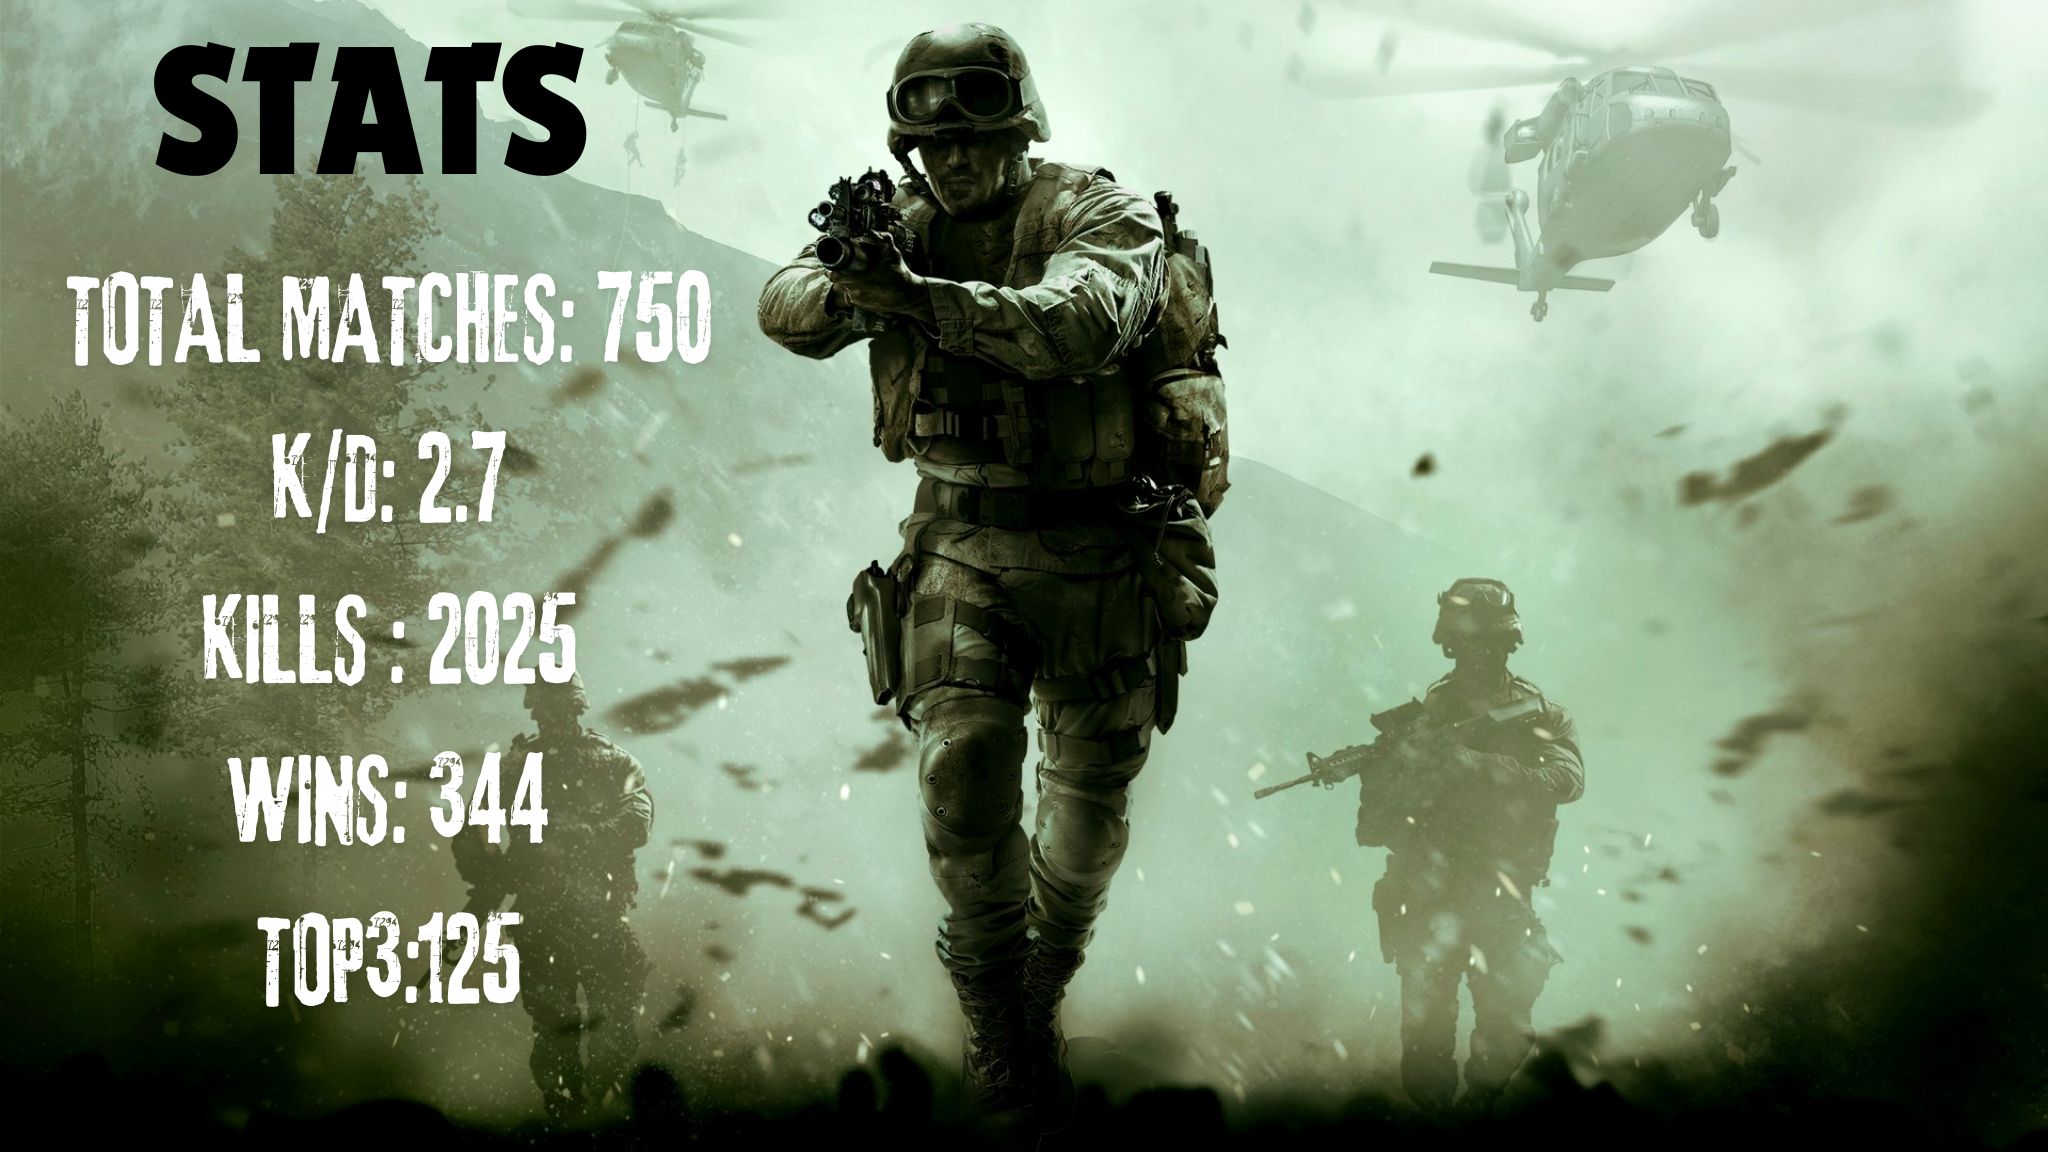 STATS
TOTAL MATCHES: 750
K/D: 2.7
KILLS : 2025
WINS: 344
TOP3:125